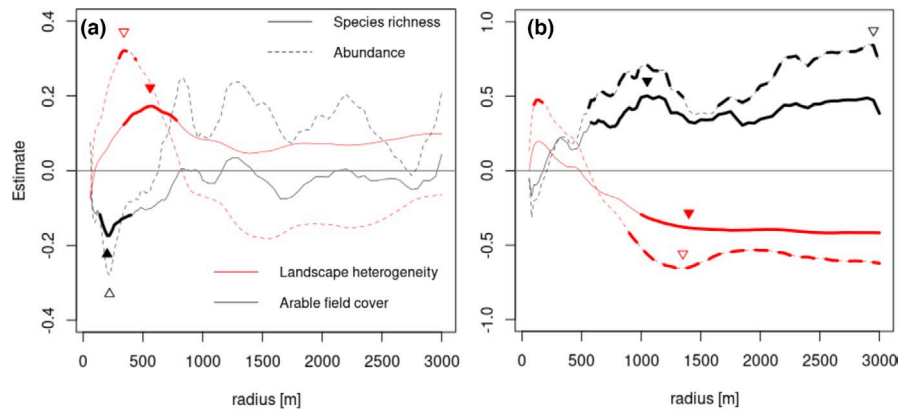 (a)
Species richness
Abundance
Landscape heterogeneity
Arable field cover
Estimate
0.4
0.2
0.0
-0.2
-0.4
0 500 1000 1500 2000 2500 3000
radius [m]
(b)
1.0
0.5
0.0
-0.5
-1.0
0 500 1000 1500 2000 2500 3000
radius [m]